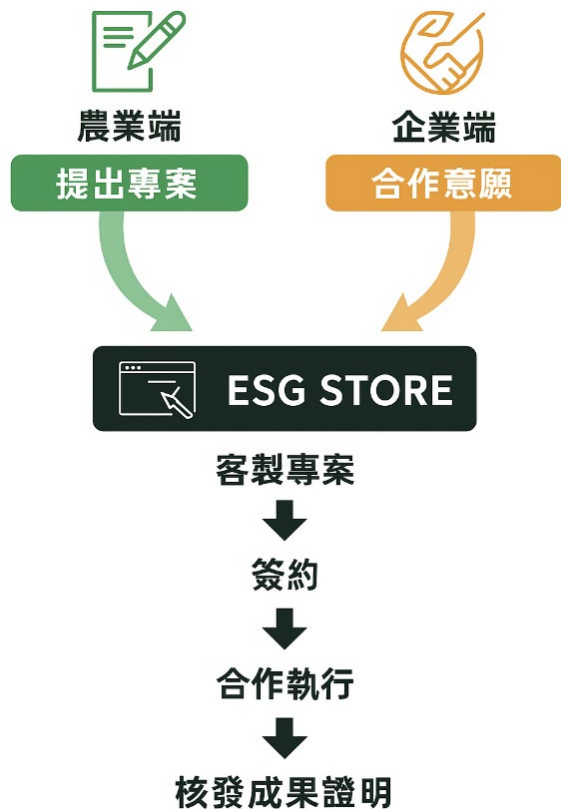 農業端
企業端
提出專案
合作意願
ESG STORE
客製專案
簽約
合作執行
核發成果證明